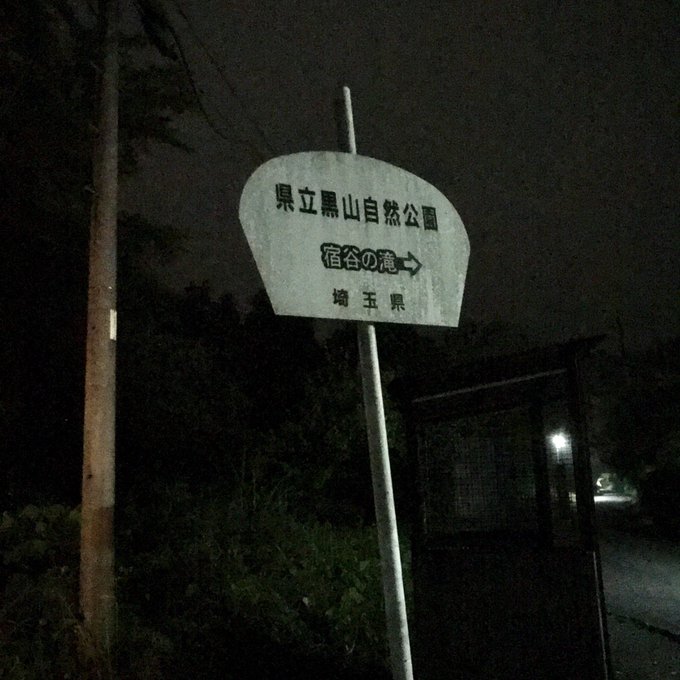 県立黒山自然公園
宿谷の滝→
埼玉県